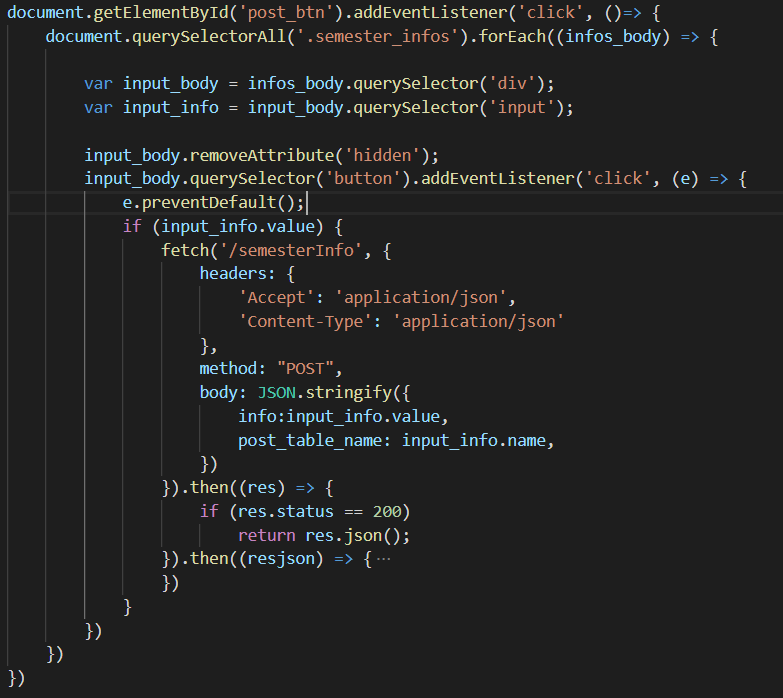 document.getElementById('post_btn').addEventListener('click', ()=> {
    document.querySelectorAll('.semester_infos').forEach((infos_body) => {

        var input_body = infos_body.querySelector('div');
        var input_info = input_body.querySelector('input');

        input_body.removeAttribute('hidden');
        input_body.querySelector('button').addEventListener('click', (e) => {
            e.preventDefault();
            if (input_info.value) {
                fetch('/semesterInfo', {
                    headers: {
                        'Accept': 'application/json',
                        'Content-Type': 'application/json'
                    },
                    method: "POST",
                    body: JSON.stringify({
                        info:input_info.value,
                        post_table_name: input_info.name,
                    })
                }).then((res) => {
                    if (res.status == 200)
                        return res.json();
                }).then((resjson) => {⋯
                })
            }
        })
    })
})